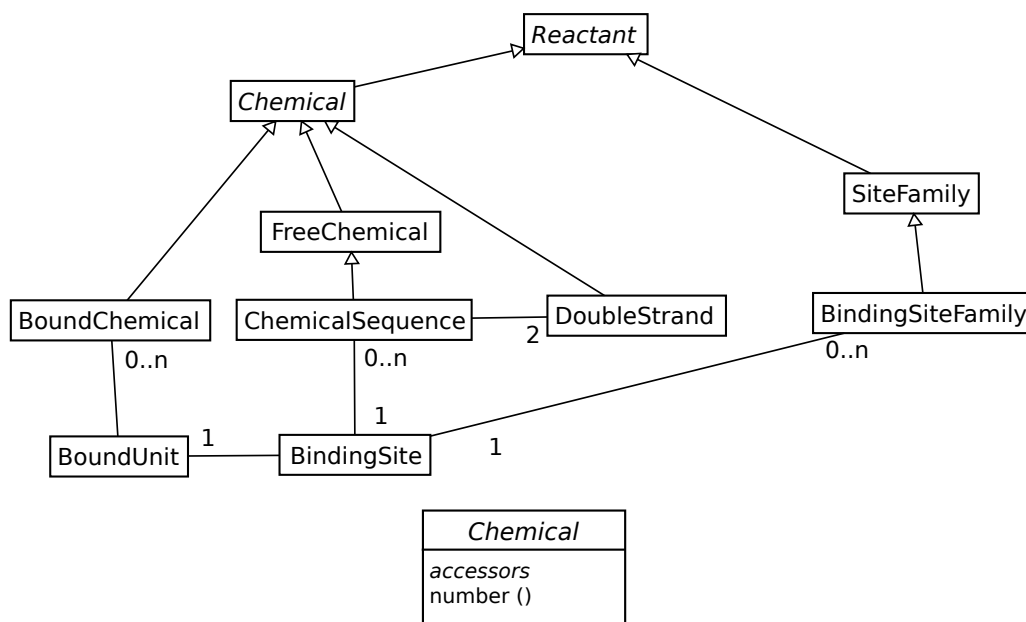 Reactant
Chemical
SiteFamily
FreeChemical
BoundChemical
ChemicalSequence
DoubleStrand
BindingSiteFamily
0..n
0..n
2
0..n
1
1
1
BoundUnit
BindingSite
Chemical
accessors
number ()